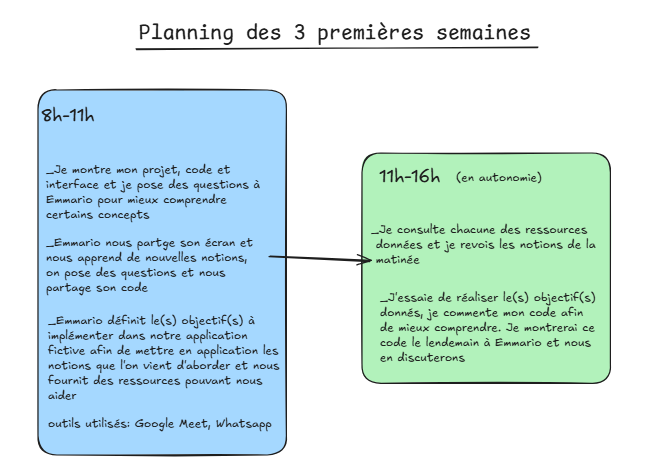 Planning des 3 premières semaines
8h-11h
_Je montre mon projet, code et
interface et je pose des questions à
Emmario pour mieux comprendre
certains concepts
_Emmario nous partge son écran et
nous apprend de nouvelles notions,
on pose des questions et nous
partage son code
_Emmario définit le(s) objectif(s) à
implémenter dans notre application
fictive afin de mettre en application les
notions que l'on vient d'aborder et nous
fournit des ressources pouvant nous
aider
outils utilisés: Google Meet, Whatsapp
11h-16h (en autonomie)
_Je consulte chacune des ressources
données et je revois les notions de la
matinée
_J'essaie de réaliser le(s) objectif(s)
donnés, je commente mon code afin
de mieux comprendre. Je montrerai ce
code le lendemain à Emmario et nous
en discuterons